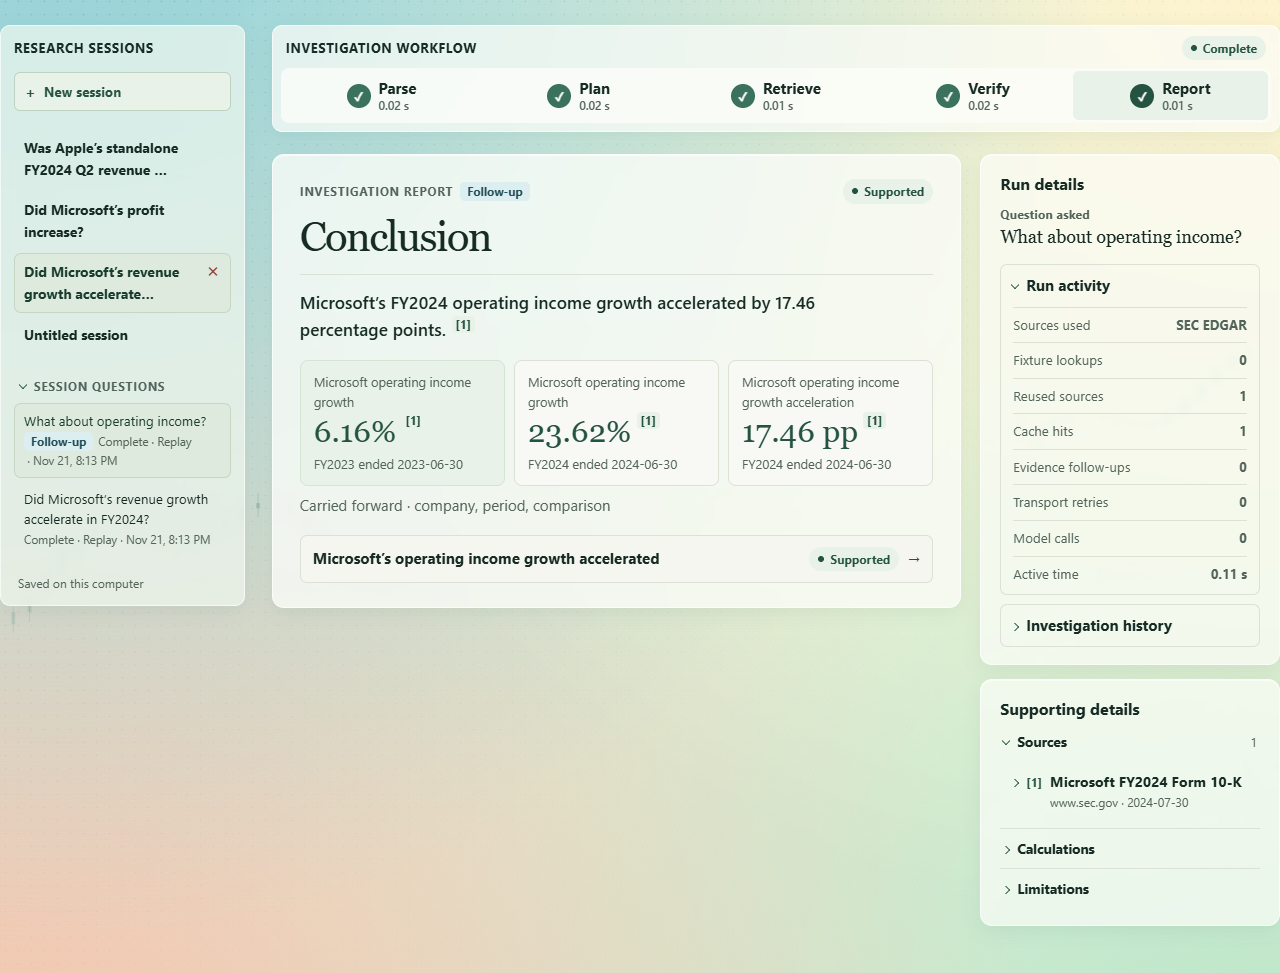 RESEARCH SESSIONS
+ New session
Was Apple's standalone
FY2024 Q2 revenue ...
Did Microsoft's profit
increase?
Did Microsoft's revenue
growth accelerate...
Untitled session
SESSION QUESTIONS
What about operating income?
Follow-up Complete · Replay
· Nov 21, 8:13 PM
Did Microsoft's revenue growth
accelerate in FY2024?
Complete · Replay · Nov 21, 8:13 PM
Saved on this computer
INVESTIGATION WORKFLOW
Complete
Parse
0.02 s
Plan
0.02 s
Retrieve
0.01 s
Verify
0.02 s
Report
0.01 s
INVESTIGATION REPORT Follow-up
Supported
Conclusion
Microsoft's FY2024 operating income growth accelerated by 17.46
percentage points. [1]
Microsoft operating income
growth
6.16% [1]
FY2023 ended 2023-06-30
Microsoft operating income
growth
23.62% [1]
FY2024 ended 2024-06-30
Microsoft operating income
growth acceleration
17.46 pp [1]
FY2024 ended 2024-06-30
Carried forward · company, period, comparison
Microsoft's operating income growth accelerated Supported →
Run details
Question asked
What about operating income?
Run activity
Sources used SEC EDGAR
Fixture lookups 0
Reused sources 1
Cache hits 1
Evidence follow-ups 0
Transport retries 0
Model calls 0
Active time 0.11 s
Investigation history
Supporting details
Sources 1
[1] Microsoft FY2024 Form 10-K
www.sec.gov · 2024-07-30
Calculations
Limitations